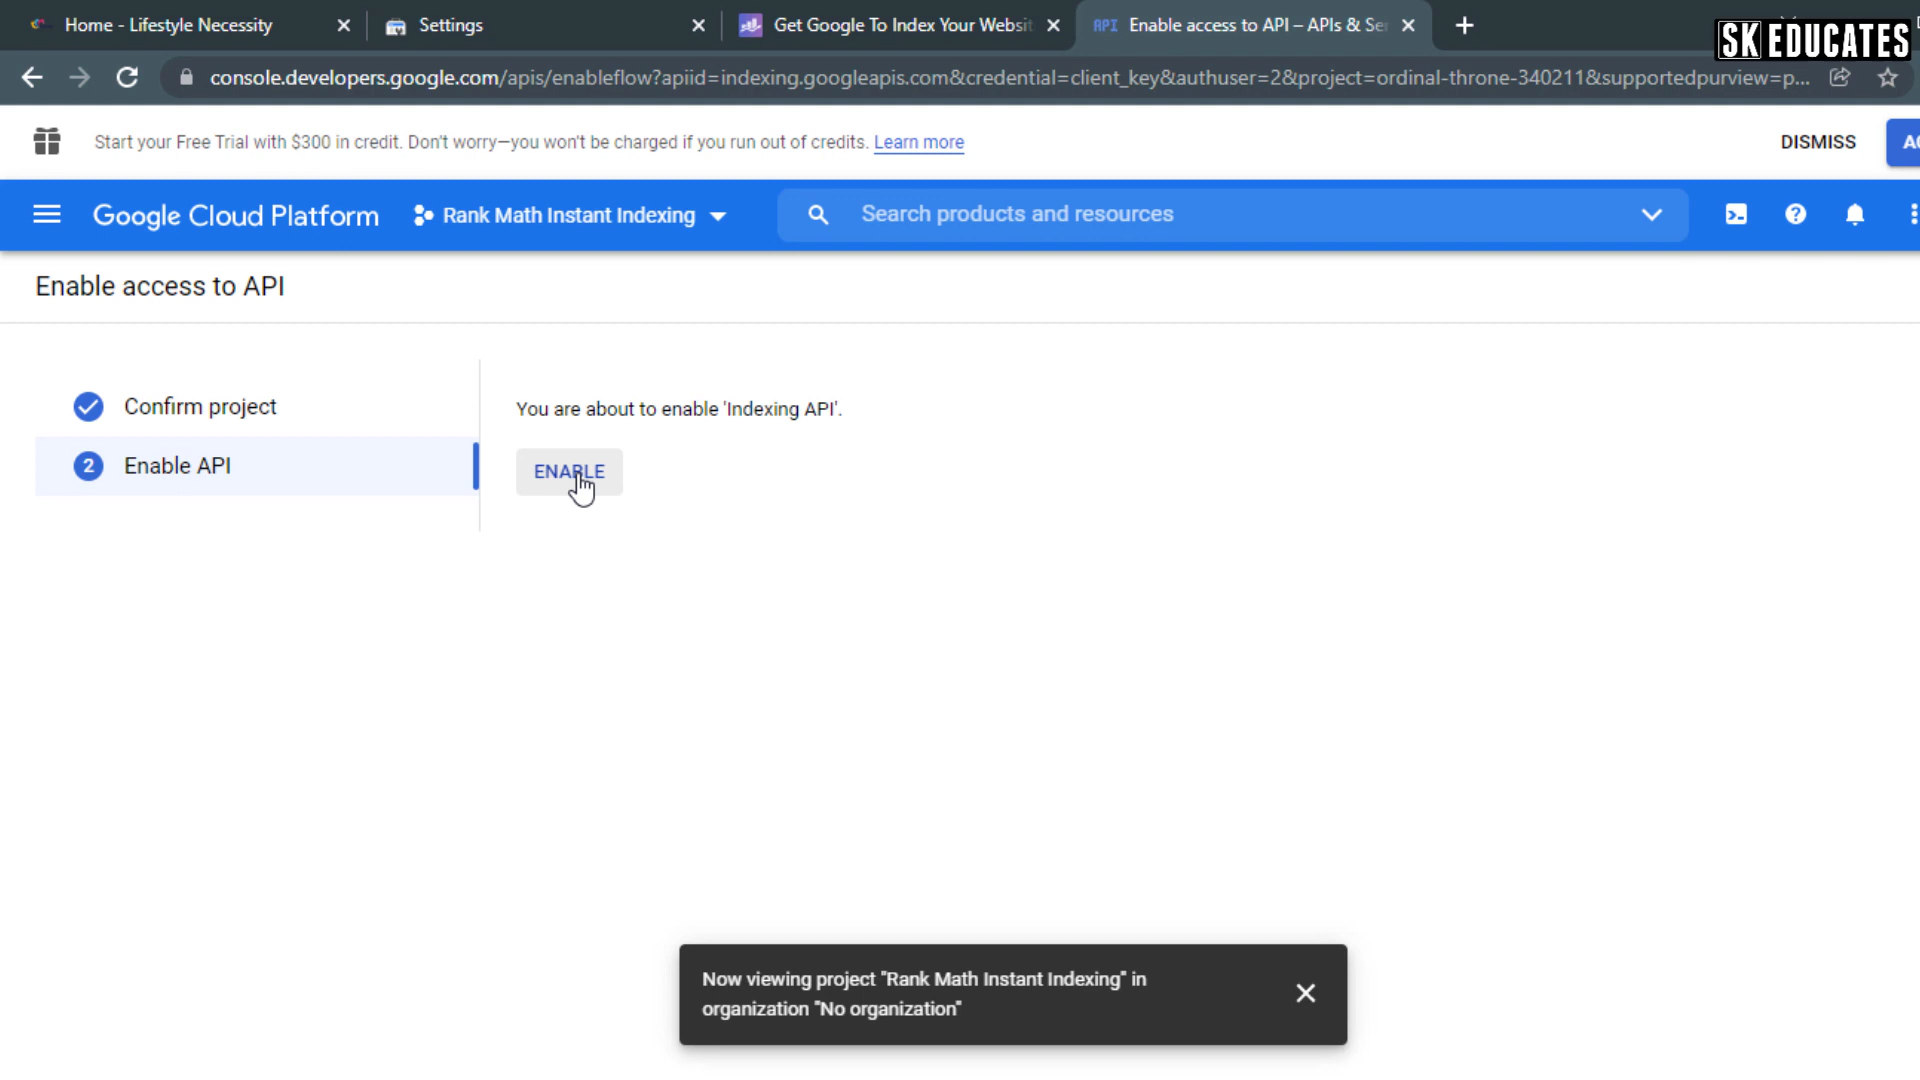 Home - Lifestyle Necessity
Settings
Get Google To Index Your Websi
API Enable access to API – APIs & Se
SK EDUCATES
console.developers.google.com/apis/enableflow?apiid=indexing.googleapis.com&credential=client_key&authuser=2&project=ordinal-throne-340211&supportedpurview=p...
Start your Free Trial with $300 in credit. Don't worry—you won't be charged if you run out of credits. Learn more
DISMISS
Google Cloud Platform
Rank Math Instant Indexing
Search products and resources
Enable access to API
Confirm project
You are about to enable 'Indexing API'.
2 Enable API
ENABLE
Now viewing project "Rank Math Instant Indexing" in
organization "No organization"